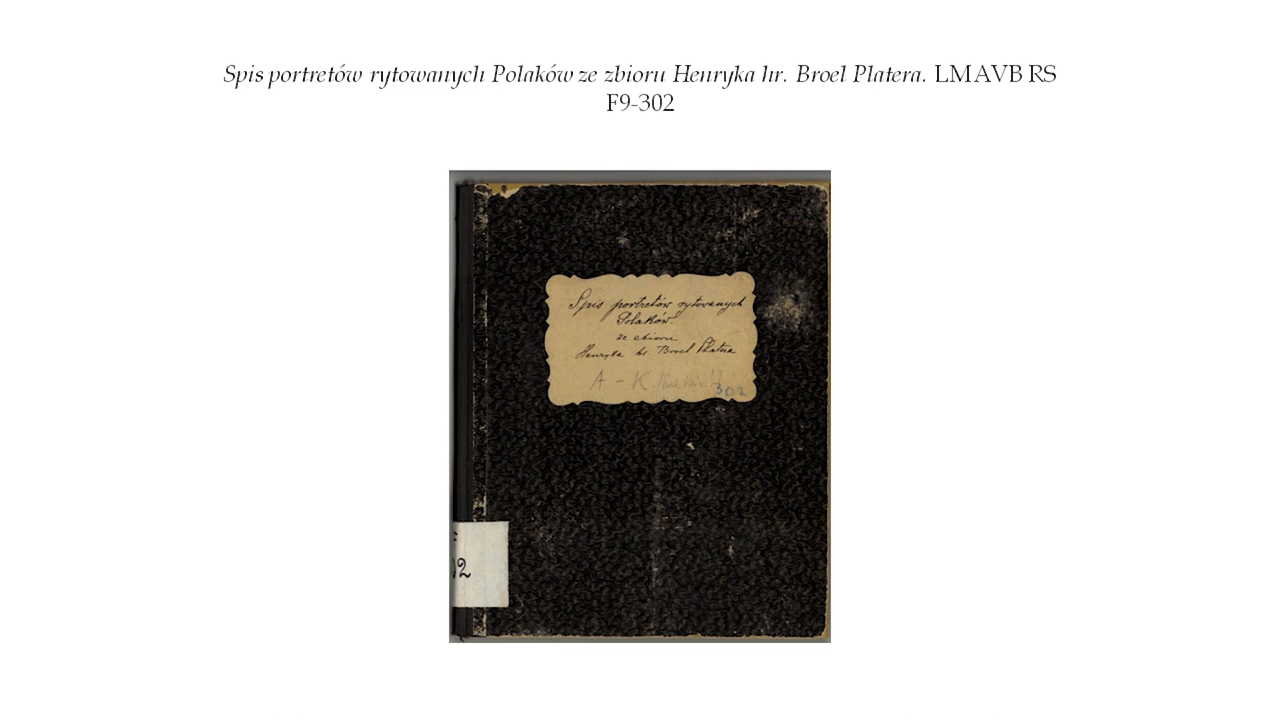 Spis portretów rytowanych Polaków ze zbioru Henryka hr. Broel Platera. LMAVB RS
F9-302
Spis portretów rytowanych
Polaków.
ze zbioru
Henryka hr. Broel Platera
A - K
302
02